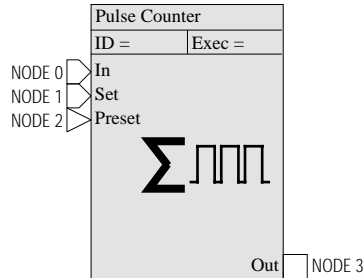 Pulse Counter
ID = Exec =
NODE 0 In
NODE 1 Set
NODE 2 Preset
Σ
Out NODE 3